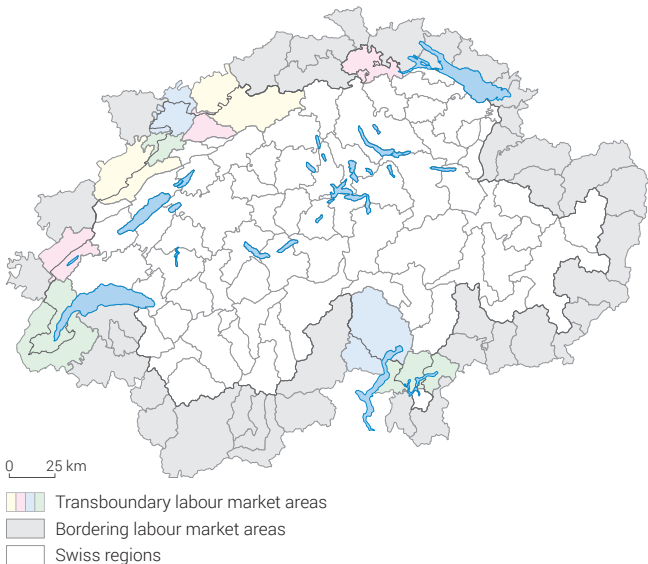 0 25 km
Transboundary labour market areas
Bordering labour market areas
Swiss regions